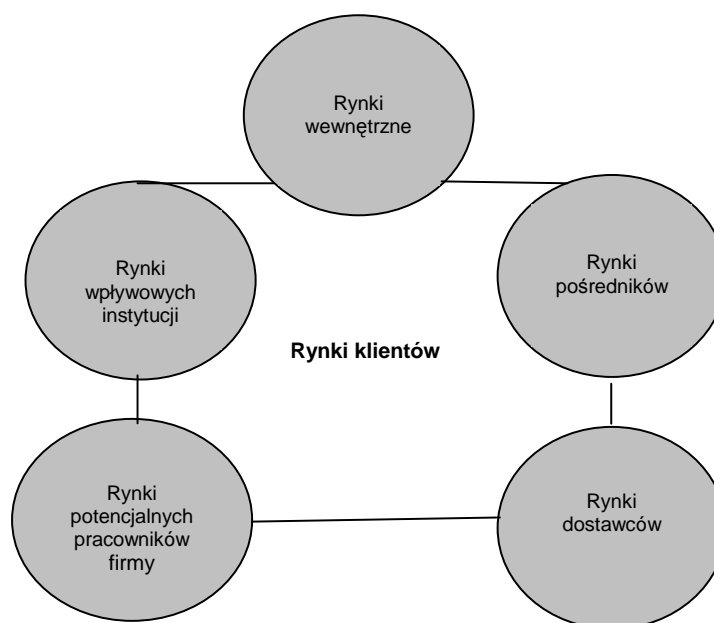 Rynki
wewnętrzne
Rynki
wpływowych
instytucji
Rynki
pośredników
Rynki klientów
Rynki
potencjalnych
pracowników
firmy
Rynki
dostawców